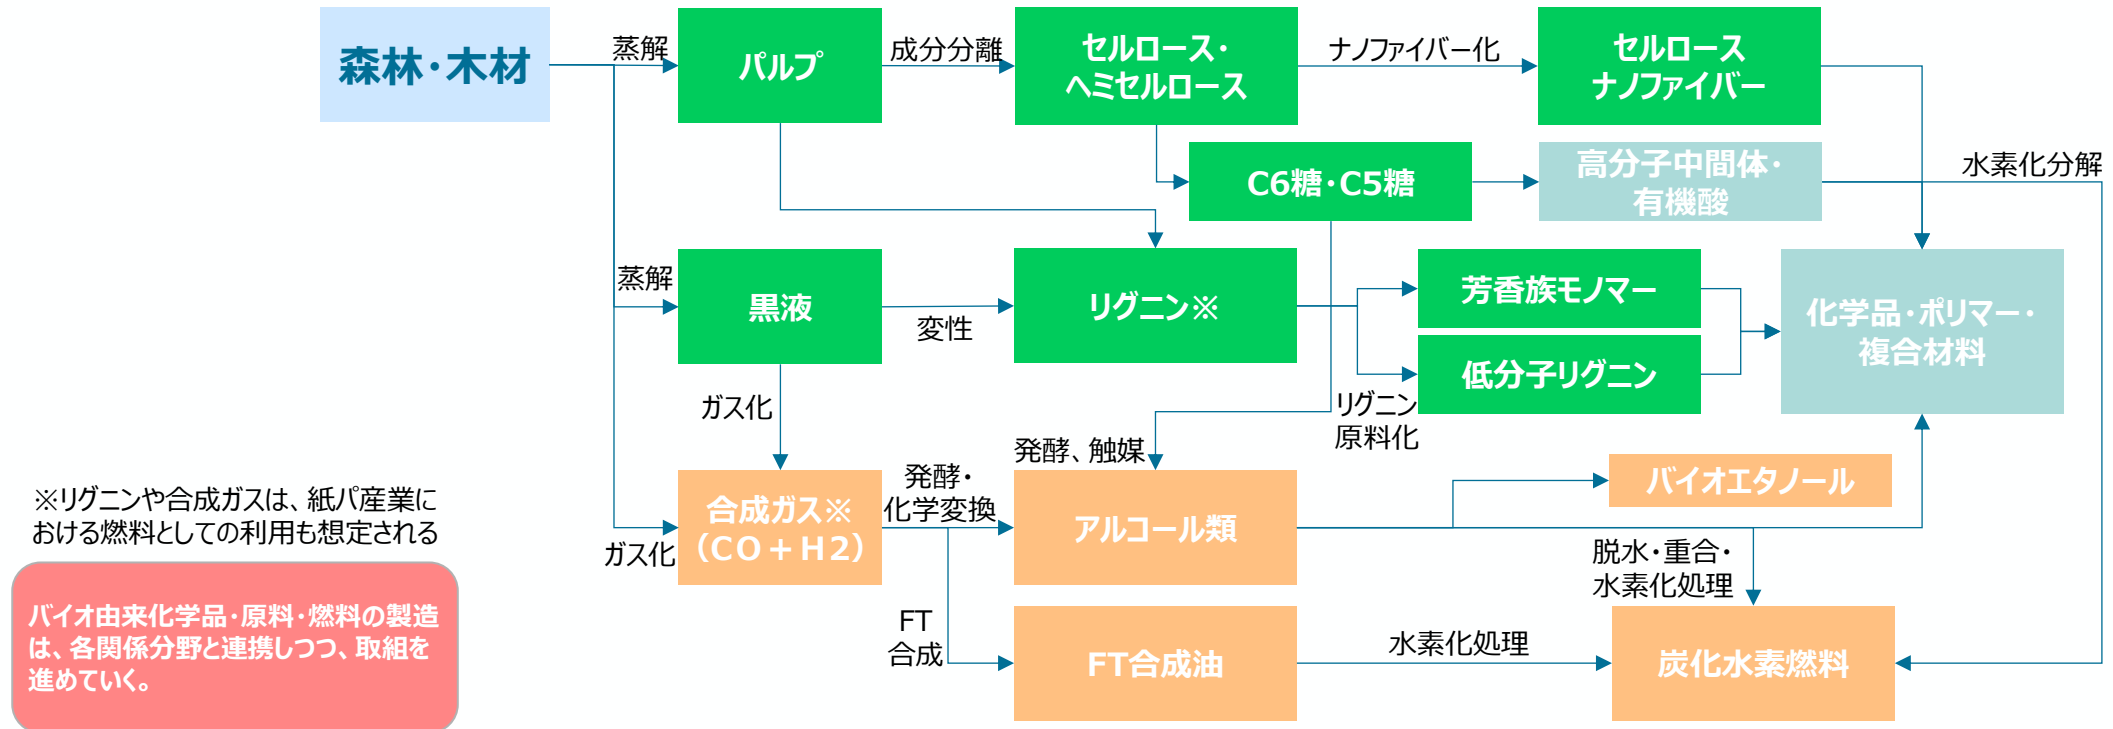 森林・木材
蒸解
パルプ
成分分離
セルロース・
ヘミセルロース
ナノファイバー化
セルロース
ナノファイバー
C6糖・C5糖
高分子中間体・
有機酸
水素化分解
蒸解
黒液
変性
リグニン※
芳香族モノマー
低分子リグニン
化学品・ポリマー・
複合材料
ガス化
リグニン
原料化
発酵、触媒
ガス化
合成ガス※
（CO＋H2）
発酵・
化学変換
アルコール類
バイオエタノール
脱水・重合・
水素化処理
FT
合成
FT合成油
水素化処理
炭化水素燃料
※リグニンや合成ガスは、紙パ産業に
おける燃料としての利用も想定される
バイオ由来化学品・原料・燃料の製造
は、各関係分野と連携しつつ、取組を
進めていく。